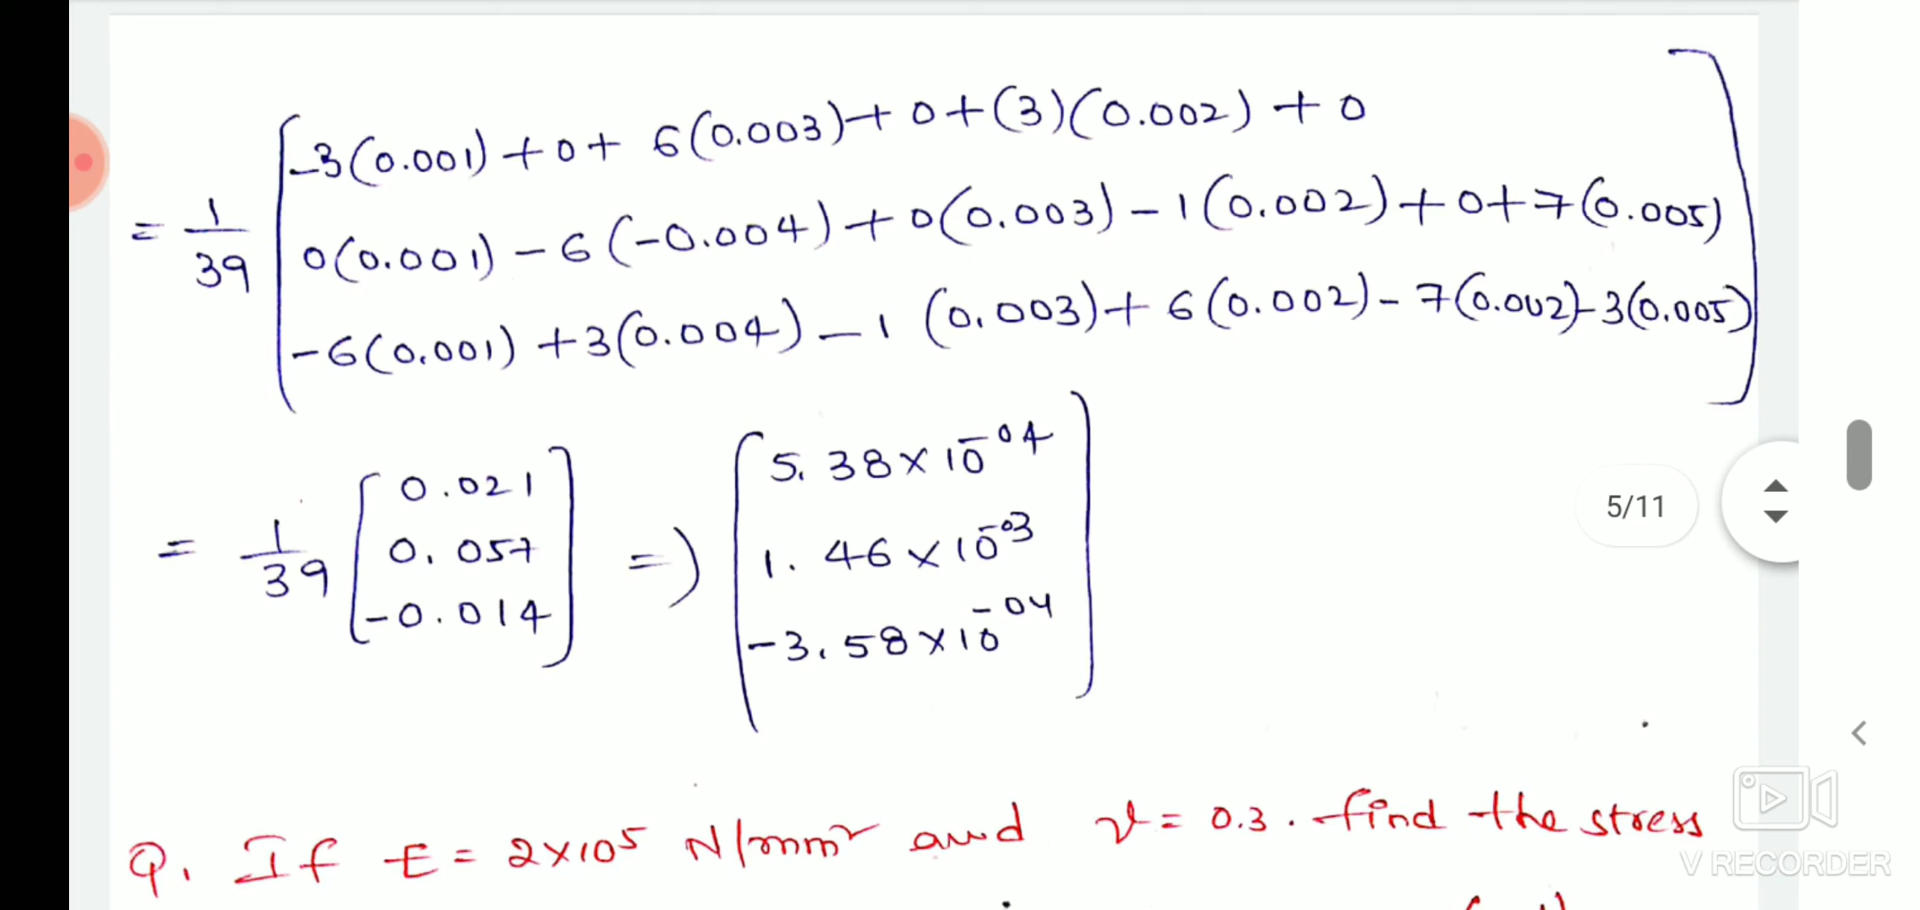 -3(0.001)+0+ 6(0.003)+0+(3)(0.002)+0
= 1/39 0(0.001)-6(-0.004)+0(0.003)-1(0.002)+0+7(0.005)
-6(0.001)+3(0.004)-1(0.003)+6(0.002)-7(0.002)-3(0.005)
= 1/39 [0.021 0.057 -0.014] => [5.38×10^-04 1.46×10^-03 -3.58×10^-04]
5/11
Q. If E = 2×10^5 N/mm² and ν = 0.3. find the stress
V RECORDER